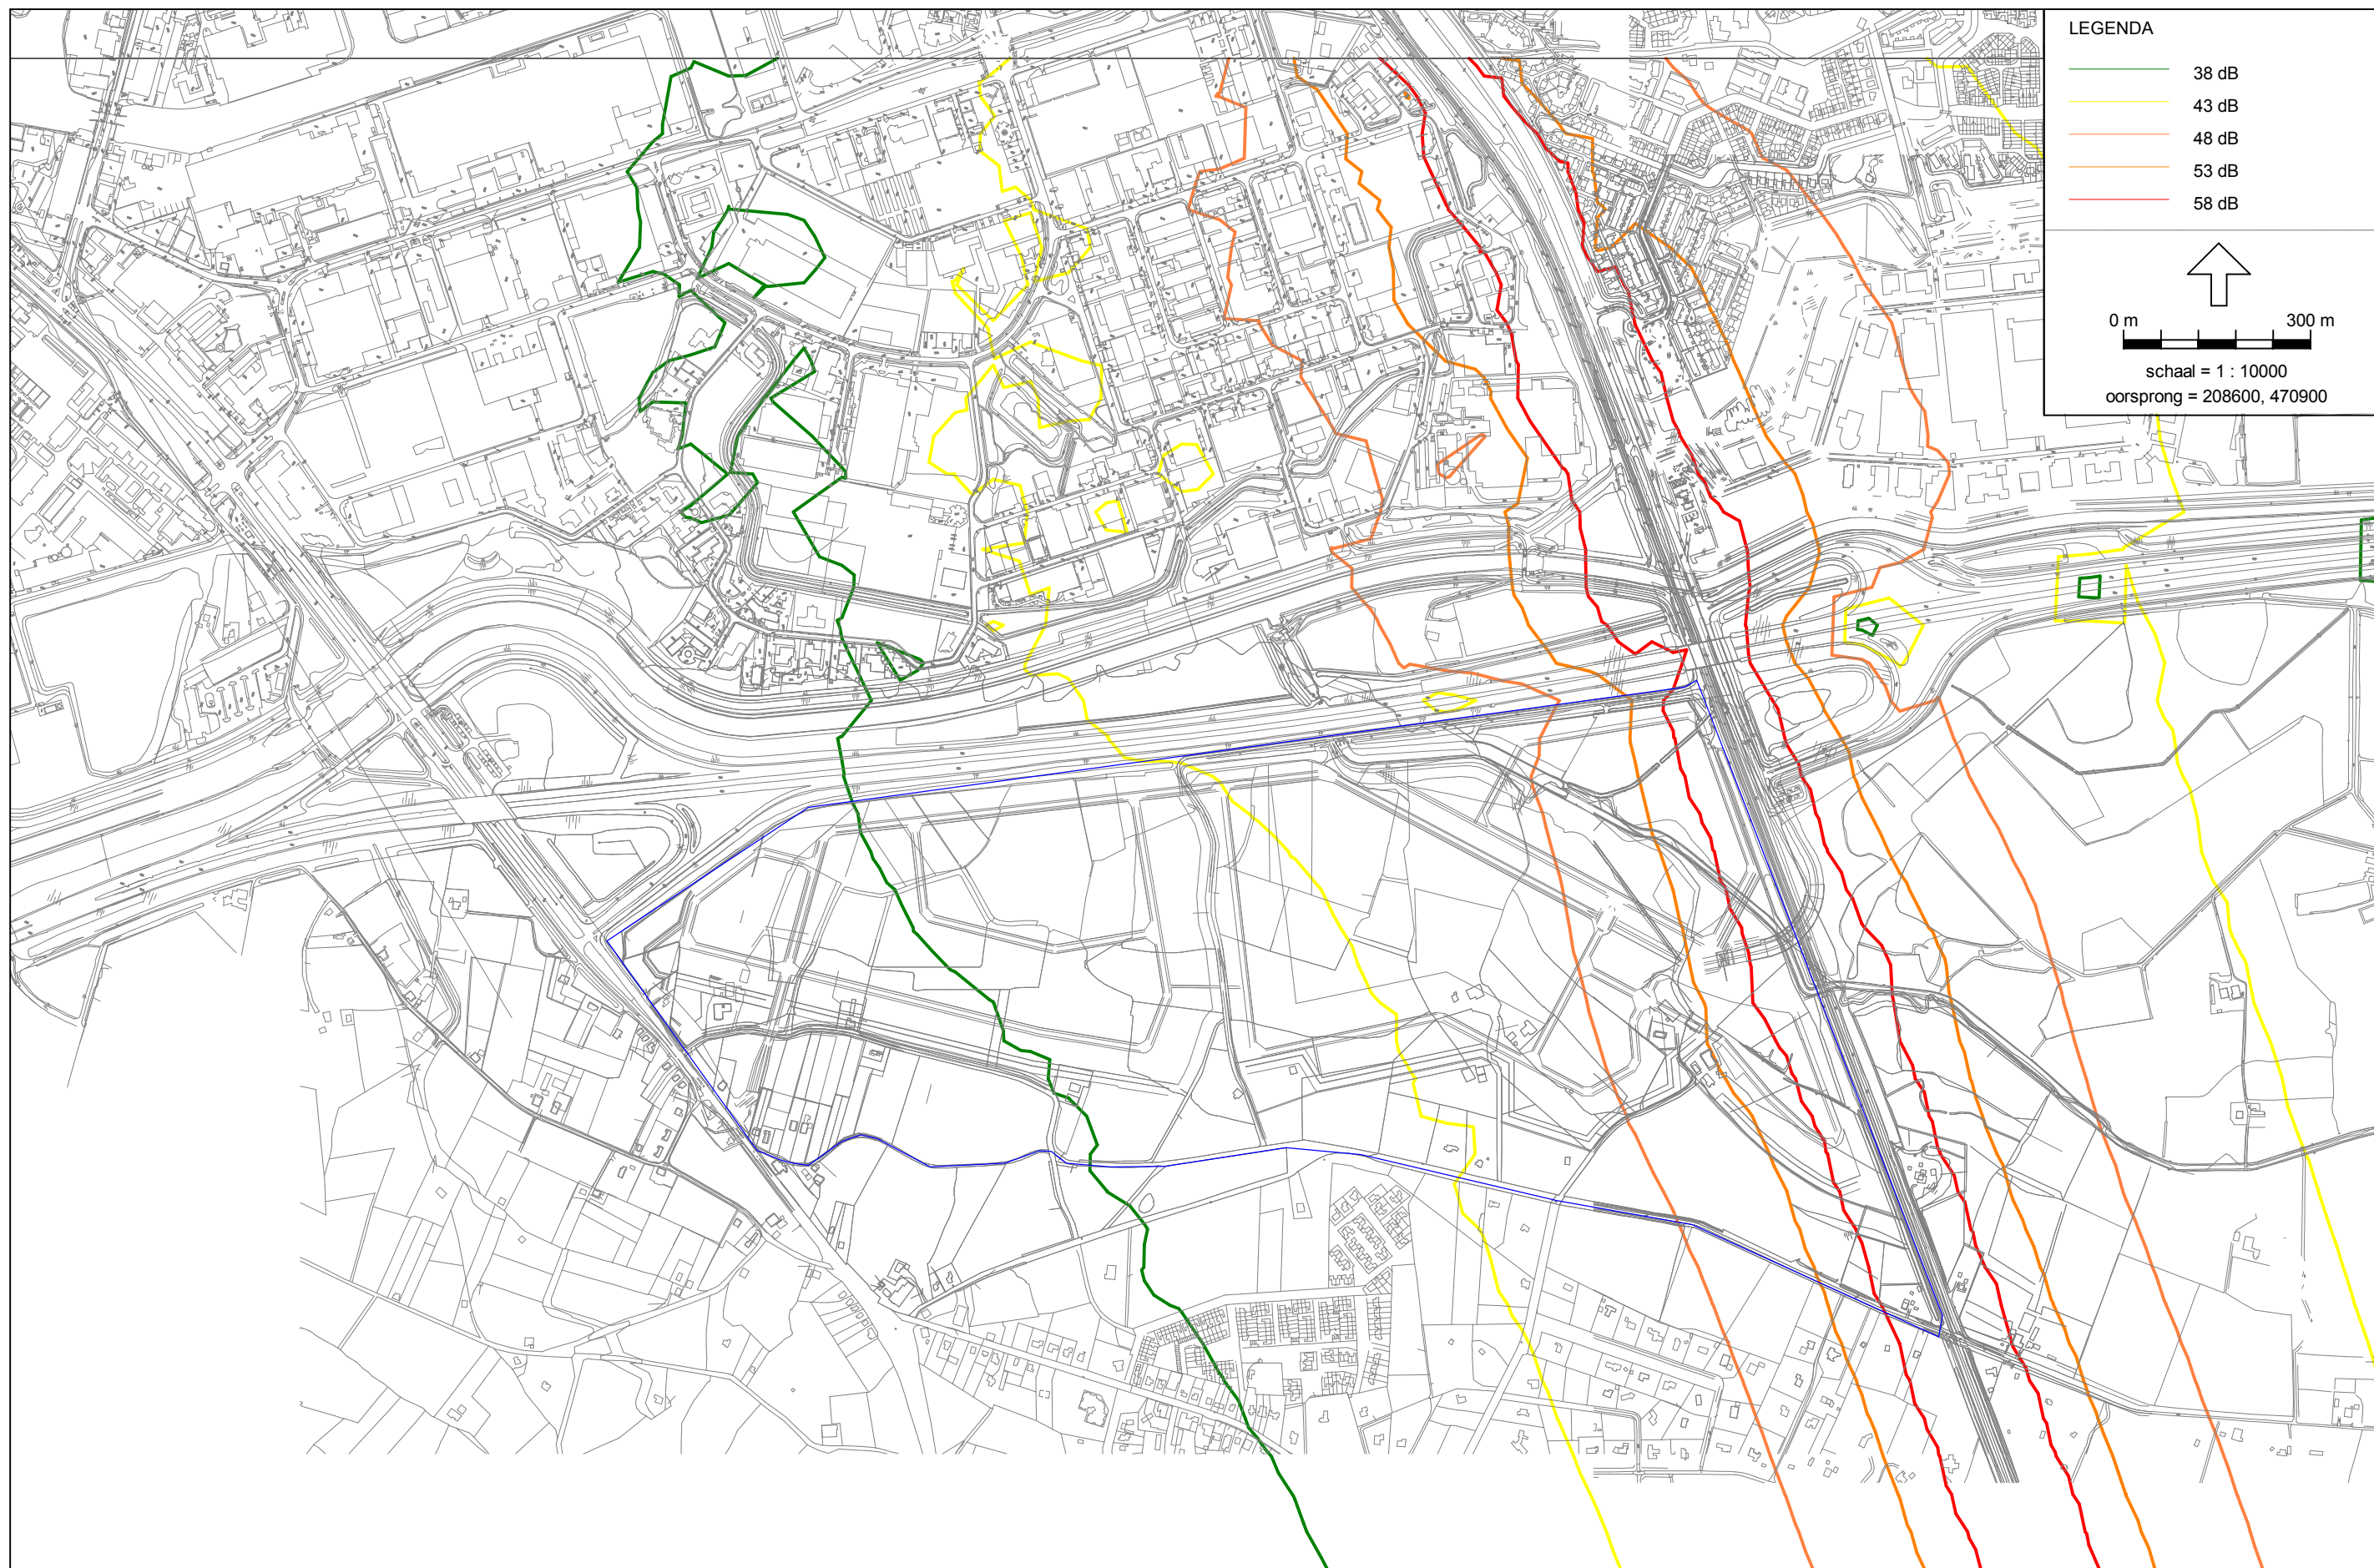 LEGENDA
38 dB
43 dB
48 dB
53 dB
58 dB
0 m 300 m
schaal = 1 : 10000
oorsprong = 208600, 470900